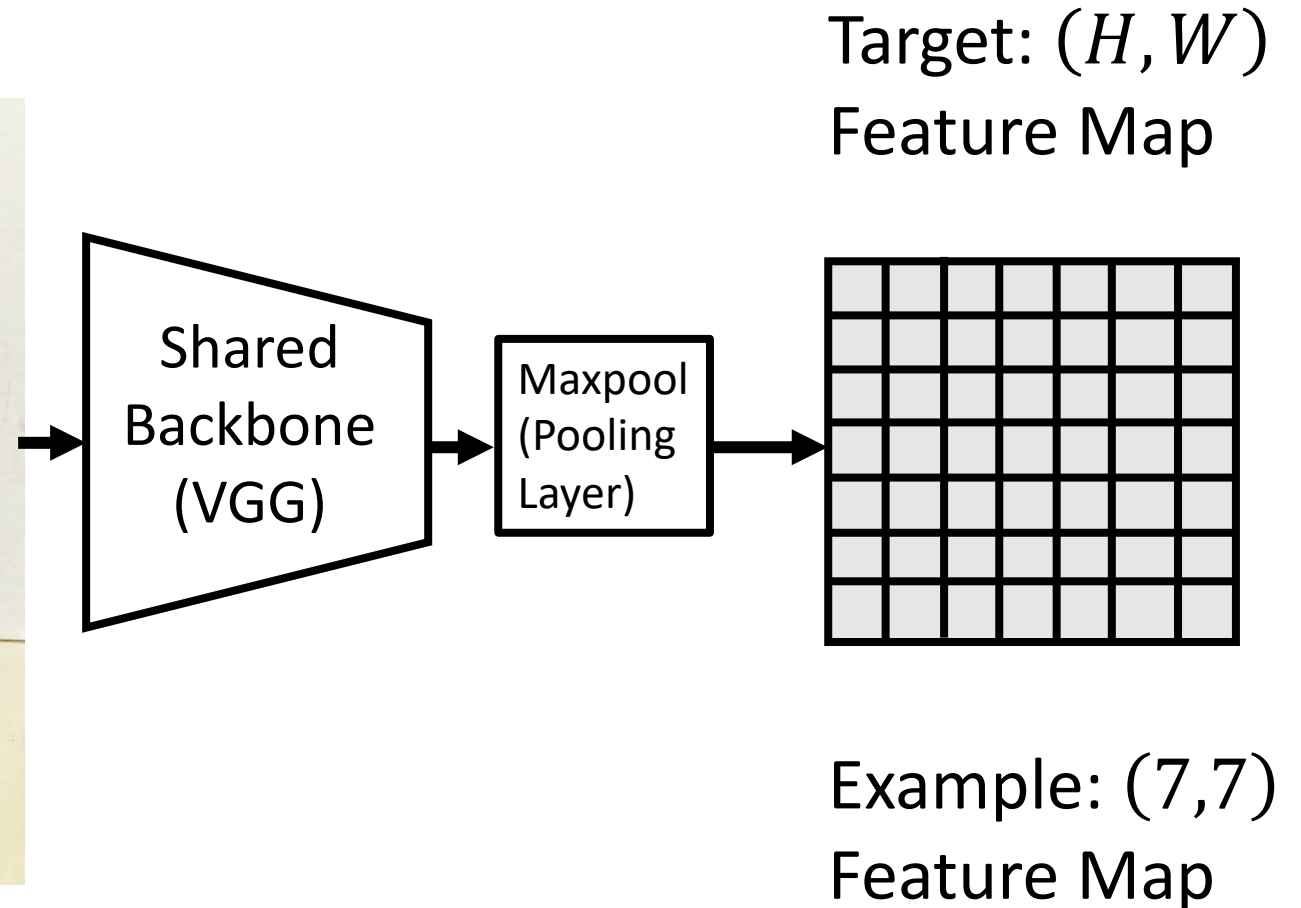 Target: (H, W)
Feature Map
Shared
Backbone
(VGG)
Maxpool
(Pooling
Layer)
Example: (7,7)
Feature Map